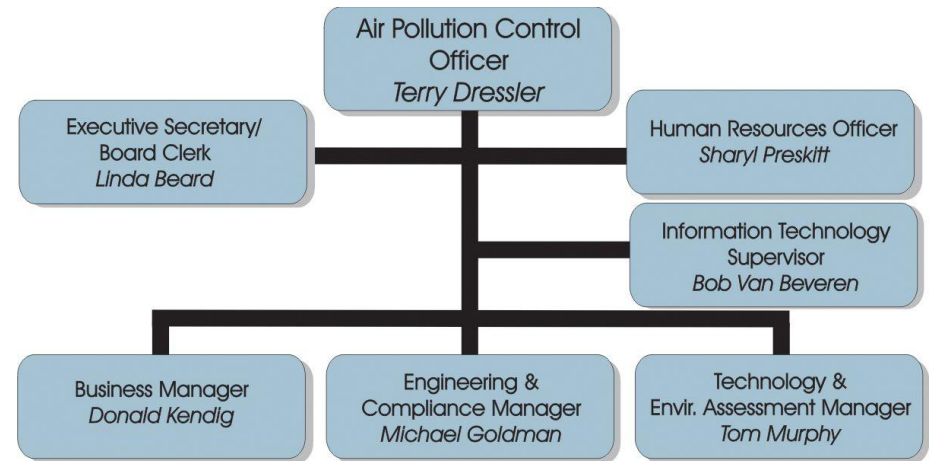 Air Pollution Control
Officer
Terry Dressler
Executive Secretary/
Board Clerk
Linda Beard
Human Resources Officer
Sharyl Preskitt
Information Technology
Supervisor
Bob Van Beveren
Business Manager
Donald Kendig
Engineering &
Compliance Manager
Michael Goldman
Technology &
Envir. Assessment Manager
Tom Murphy